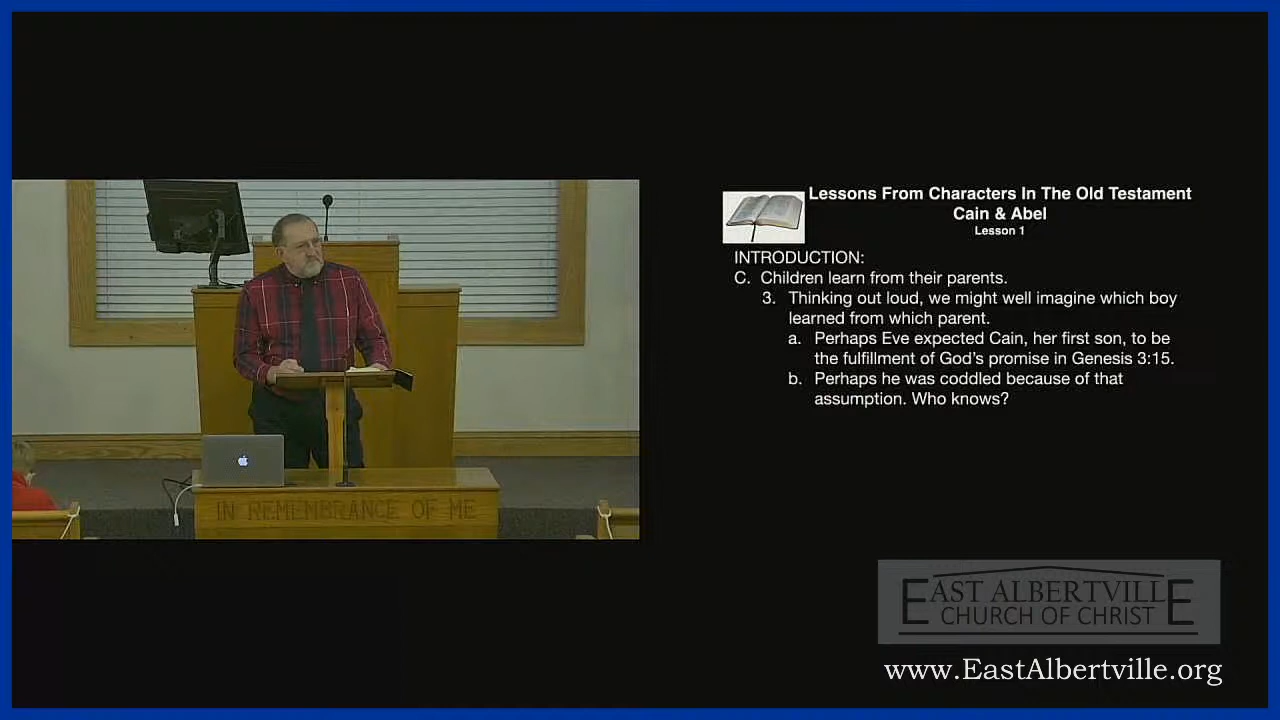 Lessons From Characters In The Old Testament
Cain & Abel
Lesson 1
INTRODUCTION:
C. Children learn from their parents.
3. Thinking out loud, we might well imagine which boy
learned from which parent.
a. Perhaps Eve expected Cain, her first son, to be
the fulfillment of God's promise in Genesis 3:15.
b. Perhaps he was coddled because of that
assumption. Who knows?
IN REMEMBRANCE OF ME
EAST ALBERTVILLE
CHURCH OF CHRIST
www.EastAlbertville.org